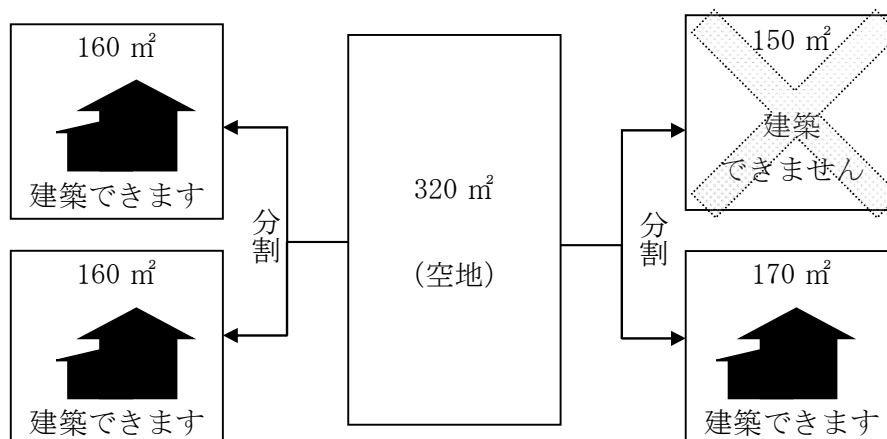 160 ㎡
建築できます
160 ㎡
建築できます
分割
320 ㎡
（空地）
分割
150 ㎡
建築
できません
170 ㎡
建築できます